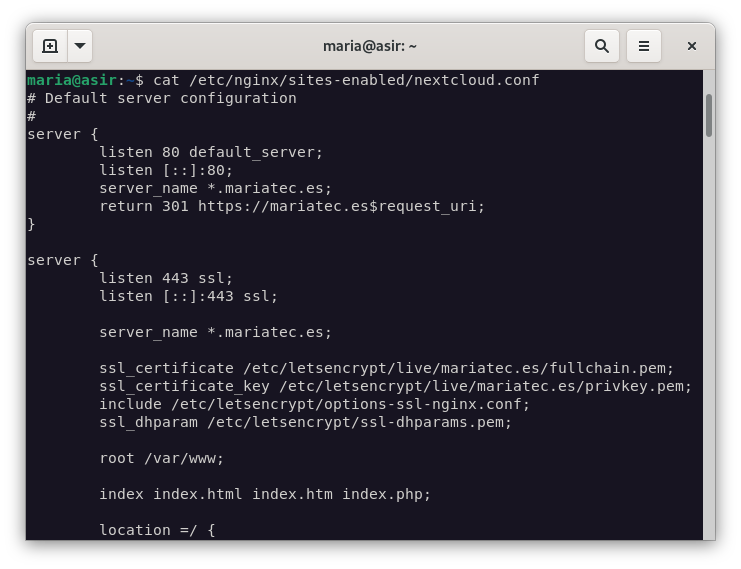 maria@asir: ~
maria@asir:~$ cat /etc/nginx/sites-enabled/nextcloud.conf
# Default server configuration
#
server {
        listen 80 default_server;
        listen [::]:80;
        server_name *.mariatec.es;
        return 301 https://mariatec.es$request_uri;
}

server {
        listen 443 ssl;
        listen [::]:443 ssl;

        server_name *.mariatec.es;

        ssl_certificate /etc/letsencrypt/live/mariatec.es/fullchain.pem;
        ssl_certificate_key /etc/letsencrypt/live/mariatec.es/privkey.pem;
        include /etc/letsencrypt/options-ssl-nginx.conf;
        ssl_dhparam /etc/letsencrypt/ssl-dhparams.pem;

        root /var/www;

        index index.html index.htm index.php;

        location =/ {